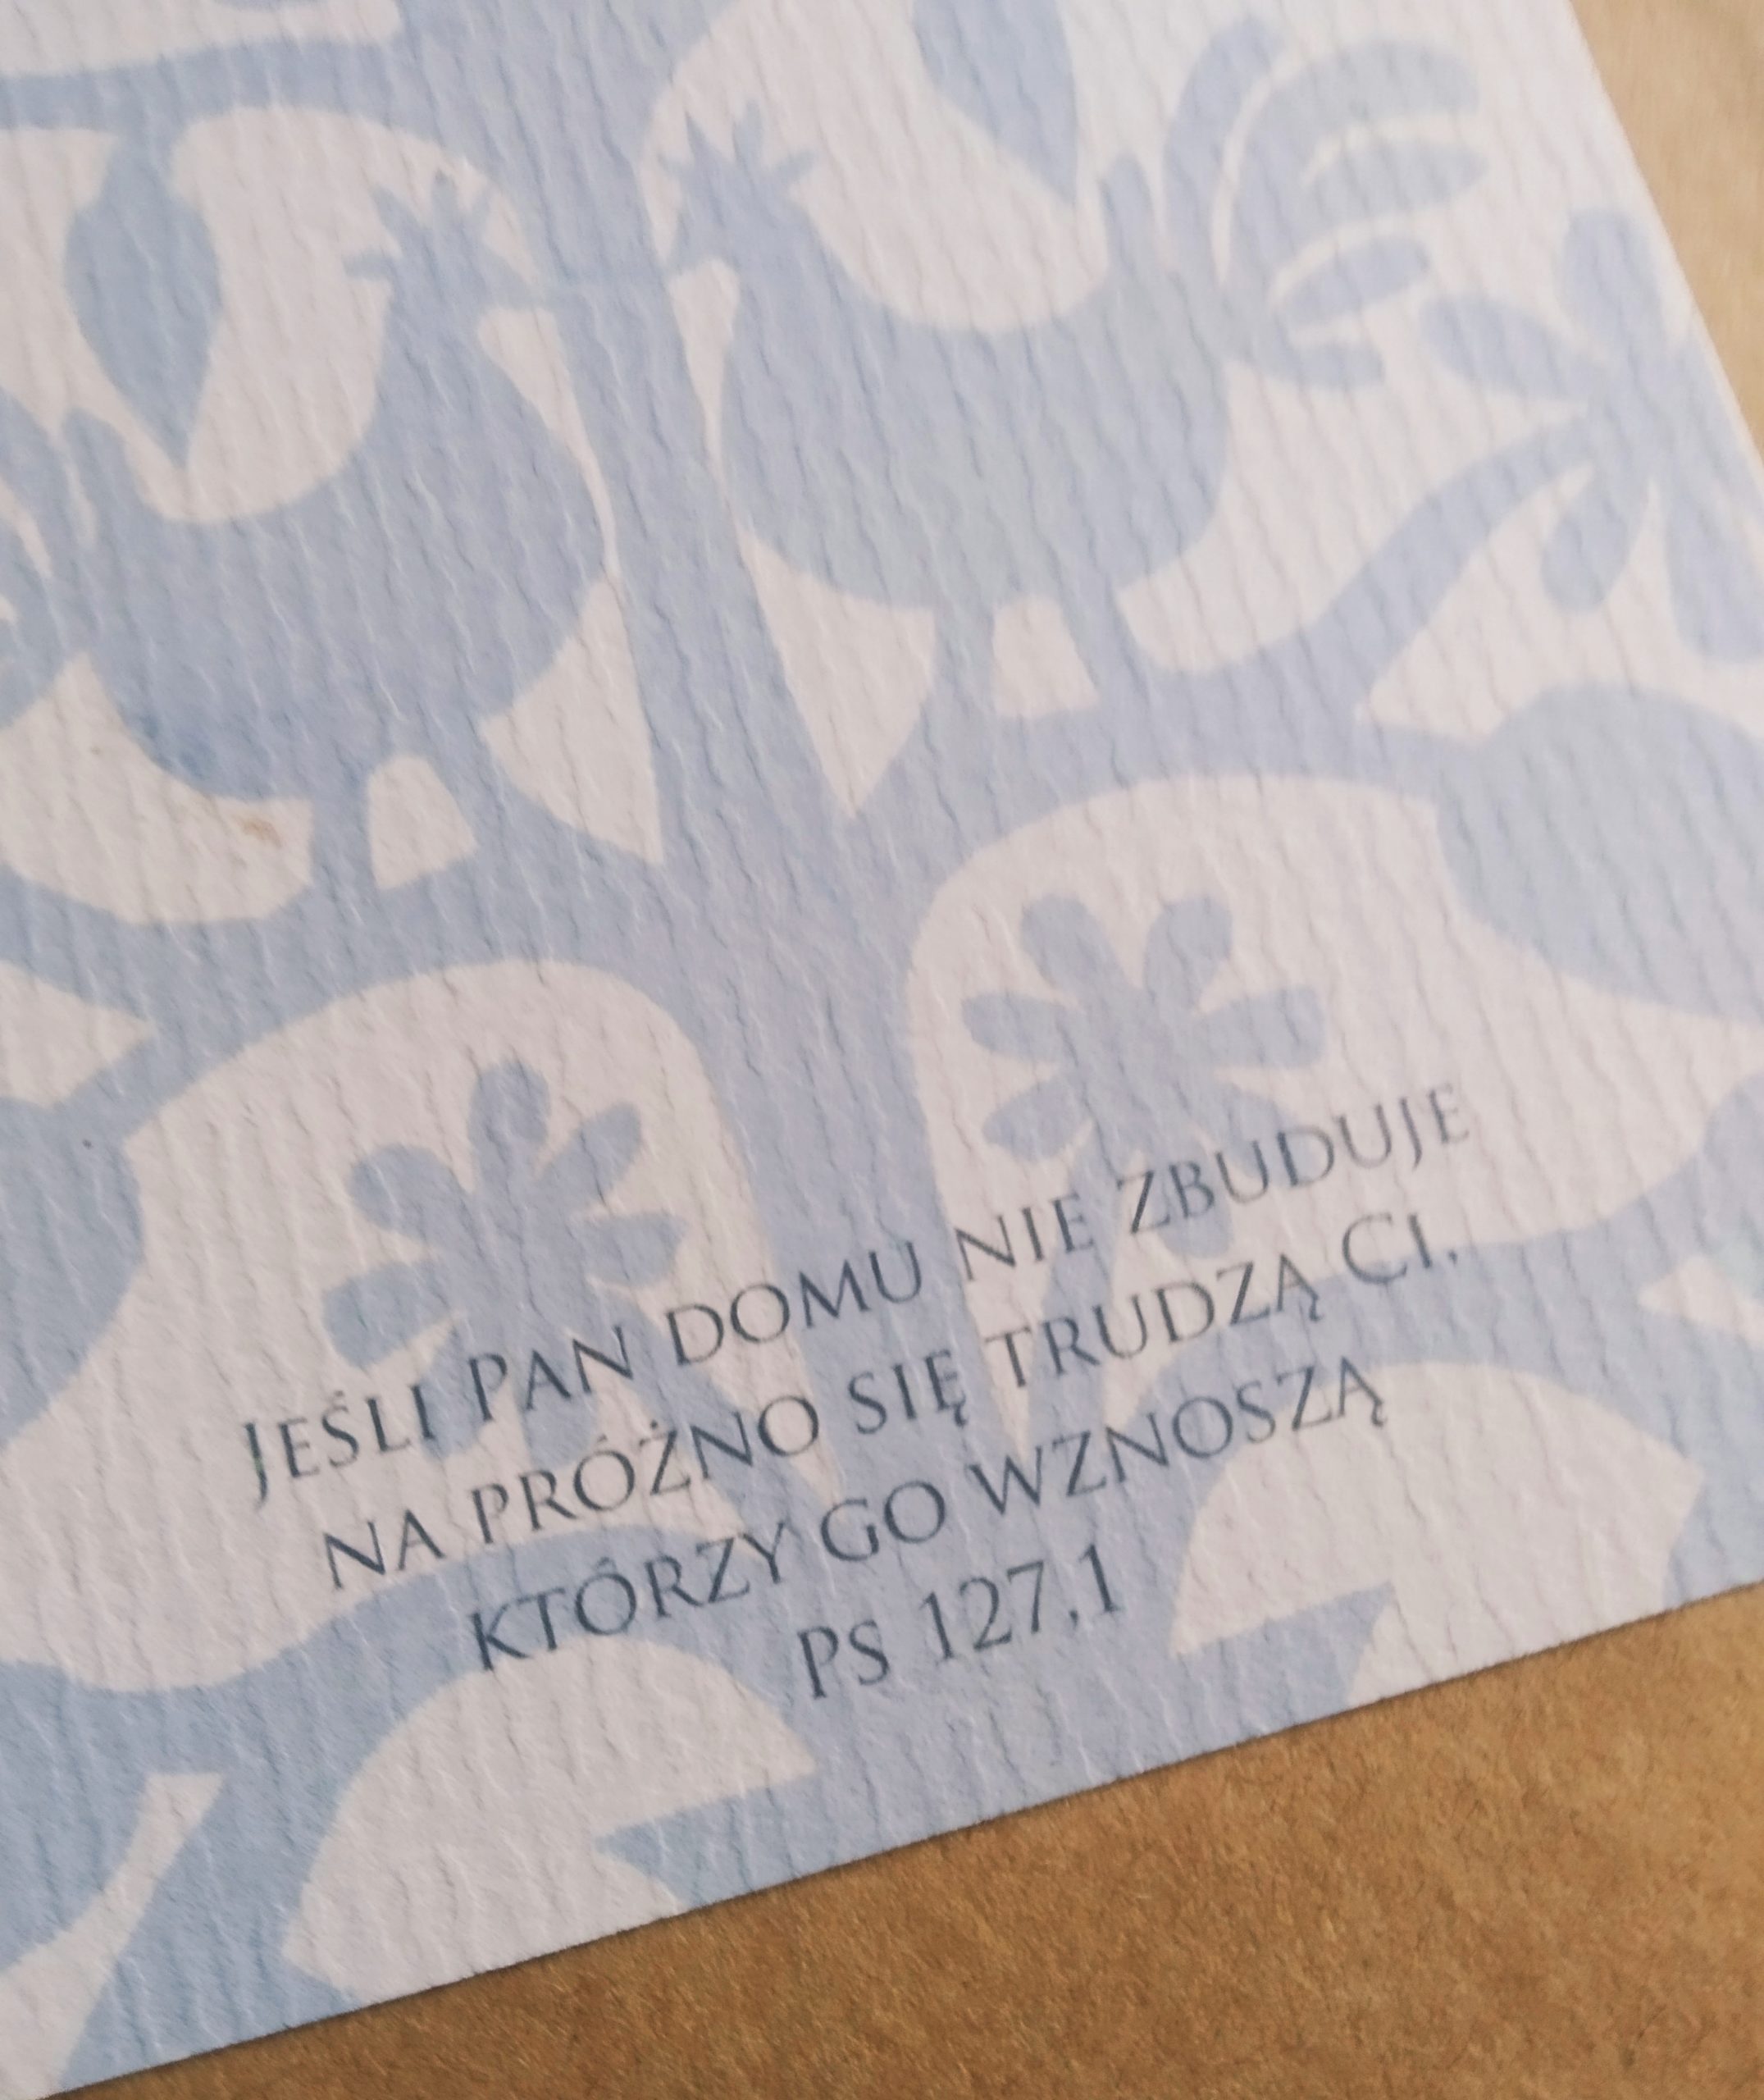 JEŚLI PAN DOMU NIE ZBUDUJE
NA PRÓŻNO SIĘ TRUDZĄ CI,
KTÓRZY GO WZNOSZĄ
PS 127,1